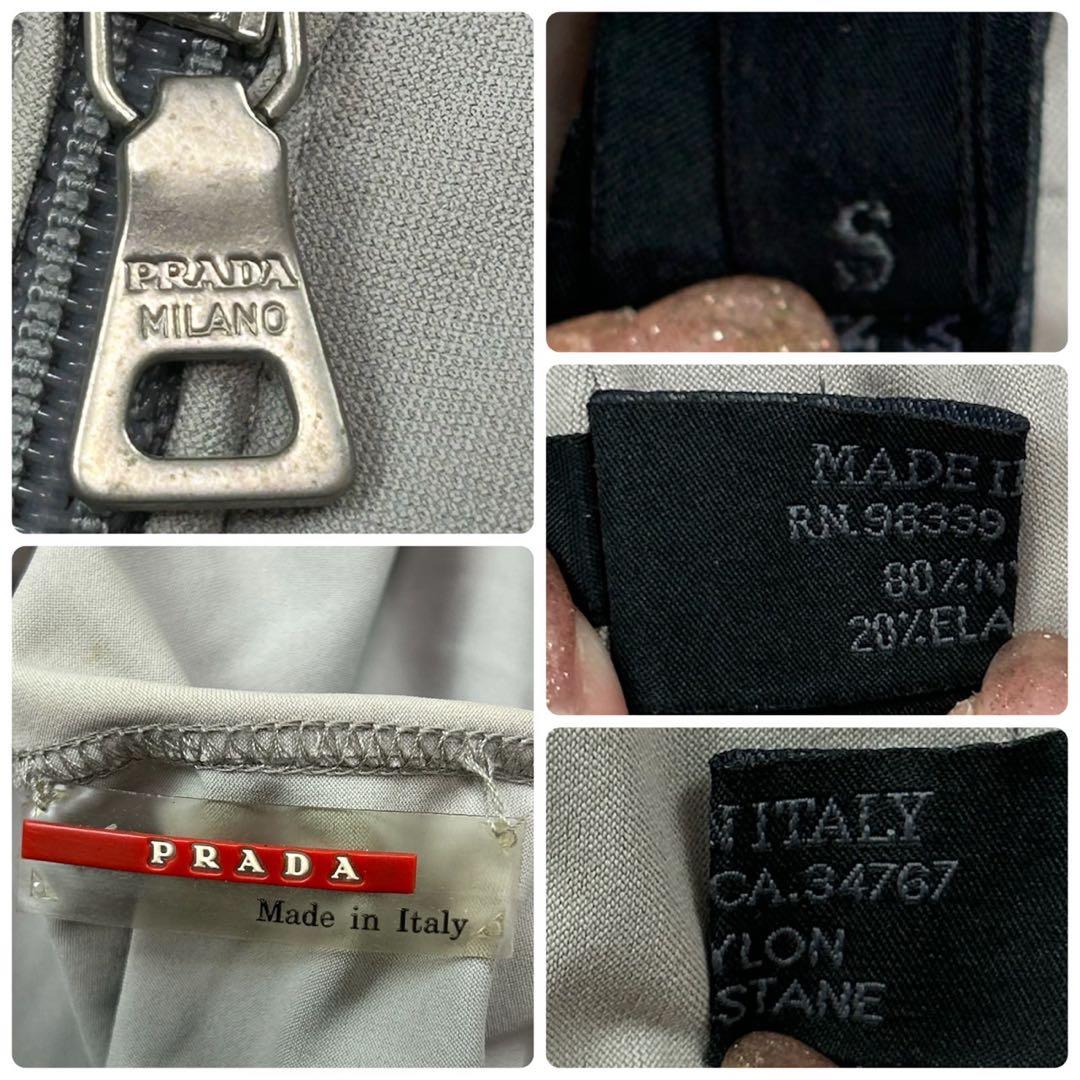 PRADA
MILANO
S
MADE I
RN.98339
80%N
20%ELA
PRADA
Made in Italy
ITALY
CA.34767
YLON
STANE